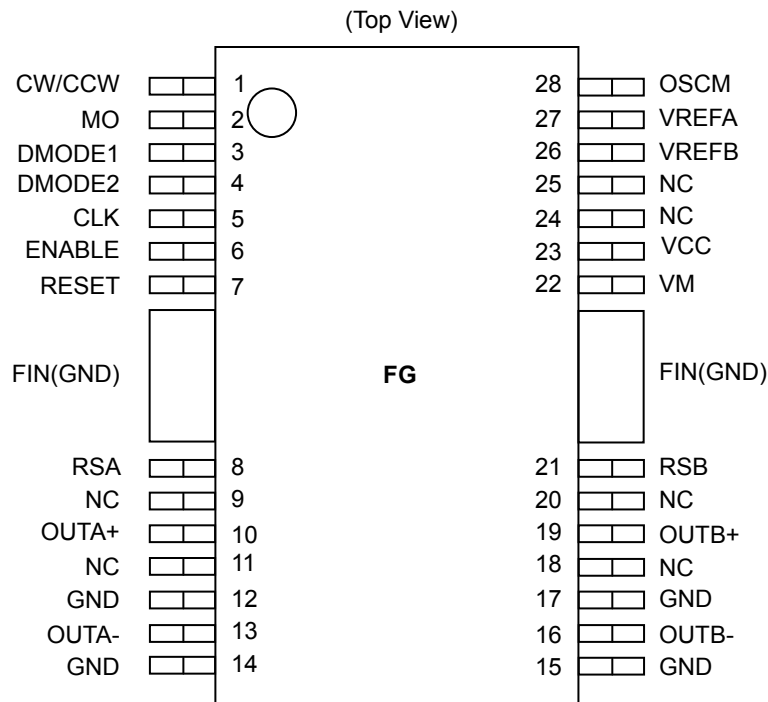 (Top View)
CW/CCW 1 28 OSCM
MO 2 27 VREFA
DMODE1 3 26 VREFB
DMODE2 4 25 NC
CLK 5 24 NC
ENABLE 6 23 VCC
RESET 7 22 VM
FIN(GND) FG FIN(GND)
RSA 8 21 RSB
NC 9 20 NC
OUTA+ 10 19 OUTB+
NC 11 18 NC
GND 12 17 GND
OUTA- 13 16 OUTB-
GND 14 15 GND